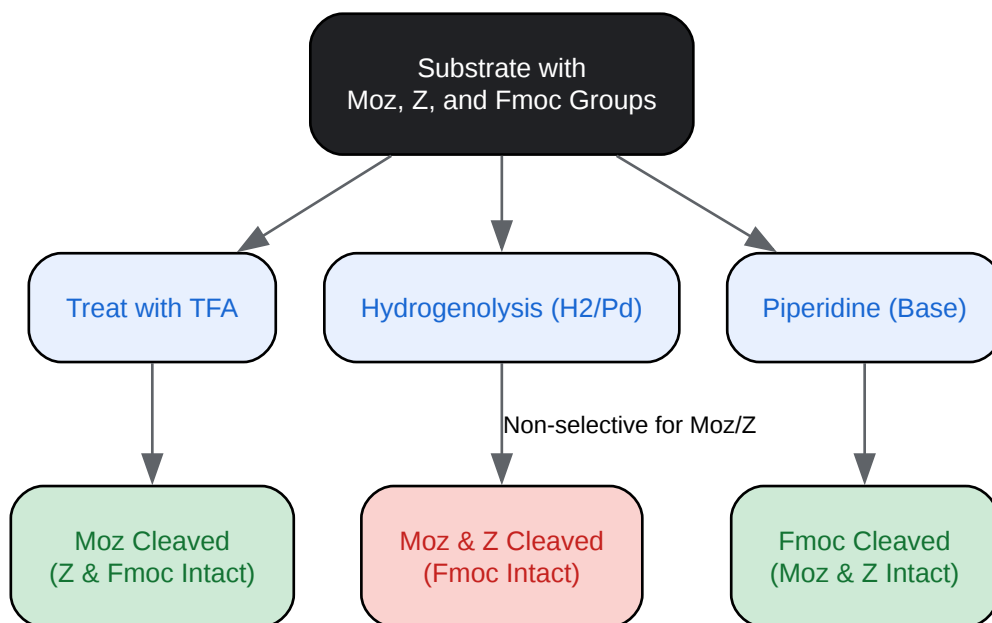 Substrate with
Moz, Z, and Fmoc Groups
Treat with TFA
Hydrogenolysis (H2/Pd)
Piperidine (Base)
Non-selective for Moz/Z
Moz Cleaved
(Z & Fmoc Intact)
Moz & Z Cleaved
(Fmoc Intact)
Fmoc Cleaved
(Moz & Z Intact)